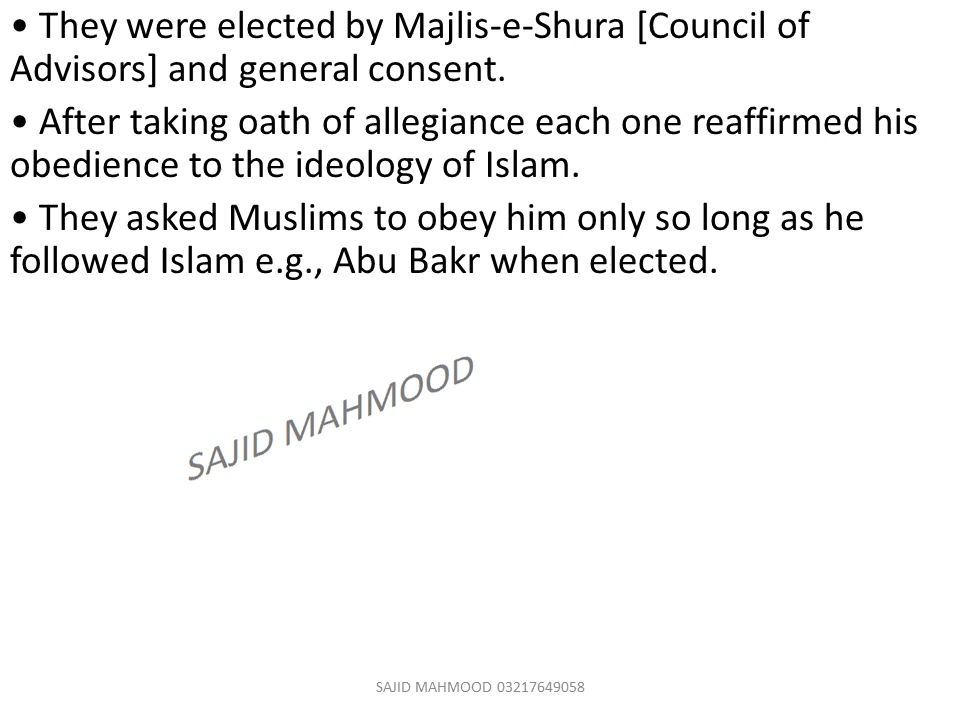 • They were elected by Majlis-e-Shura [Council of
Advisors] and general consent.
• After taking oath of allegiance each one reaffirmed his
obedience to the ideology of Islam.
• They asked Muslims to obey him only so long as he
followed Islam e.g., Abu Bakr when elected.
SAJID MAHMOOD
SAJID MAHMOOD 03217649058